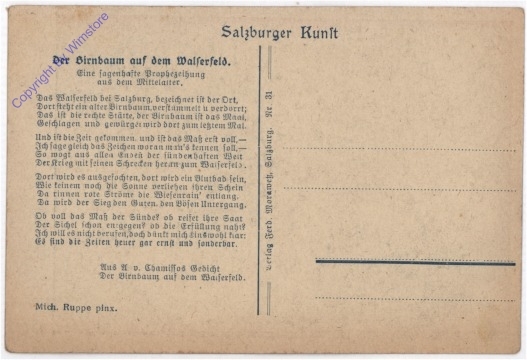 Salzburger Kunst
Der Birnbaum auf dem Walserfeld.
Eine sagenhafte Prophezeihung
aus dem Mittelalter.
Das Walserfeld bei Salzburg, bezeichnet ist der Ort,
Dort steht ein alter Birnbaum, verstümmelt u verdorrt;
Das ist die rechte Stärke, der Birnbaum ist das Maal,
Geschlagen und gewürget wird dort zum letzten Mal.
Und ist die Zeit gekommen, und ist das Maß erst voll,—
Ich sage gleich das Zeichen woran man's kennen soll,—
So wogt aus allen Enden der sündenhaften Welt
Der Krieg mit seinen Schrecken heran zum Walserfeld.
Dort wird es ausgefochten, dort wird ein Blutbad sein,
Wie keinem noch die Sonne verliehen ihren Schein
Da rinnen rote Ströme die Wiesenrain' entlang,
Da wird der Sieg den Guten, den Bösen Untergang.
Ob voll das Maß der Sünde? ob reifet ihre Saat
Der Sichel schon entgegen? ob die Erfüllung naht?
Ich will es nicht berufen, doch dünkt mich Eins wohl klar:
Es sind die Zeiten heuer gar ernst und sonderbar.
Aus A. v. Chamissos Gedicht
Der Birnbaum auf dem Walserfeld.
Mich. Ruppe pinx.
Verlag Ferd. Morawetz, Salzburg. Nr 31
Copyright by Wimstore